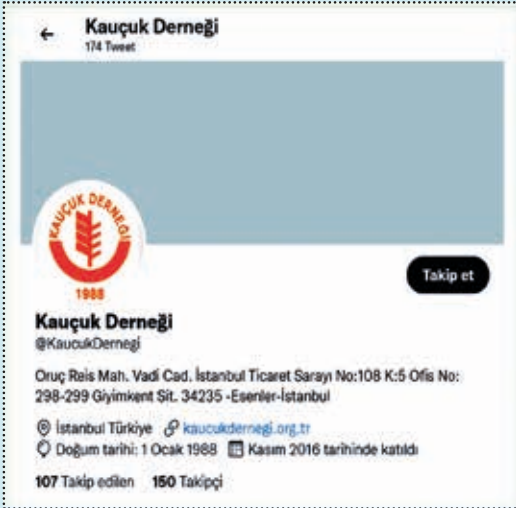 Kauçuk Derneği
174 Tweet
KAUÇUK DERNEĞİ
1988
Takip et
Kauçuk Derneği
@KaucukDernegi
Oruç Reis Mah. Vadi Cad. İstanbul Ticaret Sarayı No:108 K:5 Ofis No:
298-299 Giyimkent Sit. 34235 -Esenler-İstanbul
İstanbul Türkiye kaucukdernegi.org.tr
Doğum tarihi: 1 Ocak 1988 Kasım 2016 tarihinde katıldı
107 Takip edilen 150 Takipçi